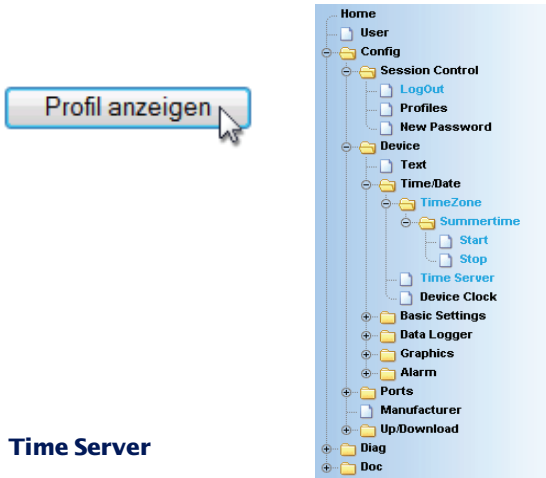 Profil anzeigen
Time Server
Home
User
Config
Session Control
LogOut
Profiles
New Password
Device
Text
Time/Date
TimeZone
Summertime
Start
Stop
Time Server
Device Clock
Basic Settings
Data Logger
Graphics
Alarm
Ports
Manufacturer
Up/Download
Diag
Doc